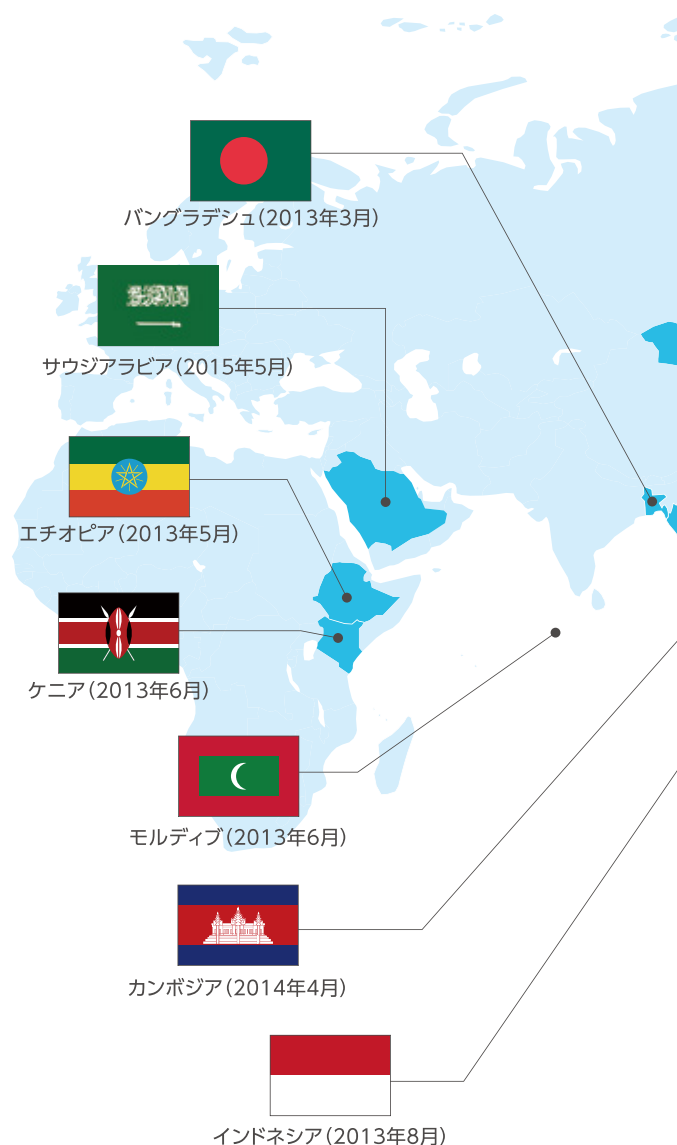 バングラデシュ(2013年3月)
サウジアラビア(2015年5月)
エチオピア(2013年5月)
ケニア(2013年6月)
モルディブ(2013年6月)
カンボジア(2014年4月)
インドネシア(2013年8月)